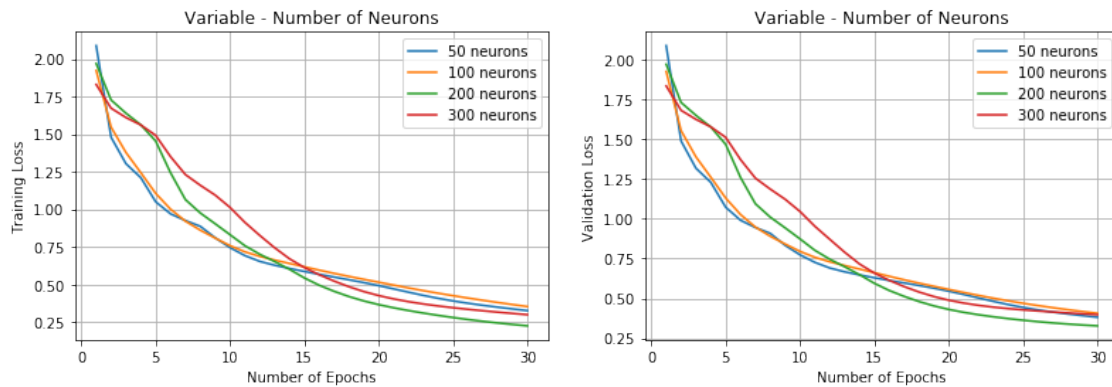 Variable - Number of Neurons
Training Loss
2.00
1.75
1.50
1.25
1.00
0.75
0.50
0.25
50 neurons
100 neurons
200 neurons
300 neurons
0 5 10 15 20 25 30
Number of Epochs
Variable - Number of Neurons
Validation Loss
2.00
1.75
1.50
1.25
1.00
0.75
0.50
0.25
50 neurons
100 neurons
200 neurons
300 neurons
0 5 10 15 20 25 30
Number of Epochs